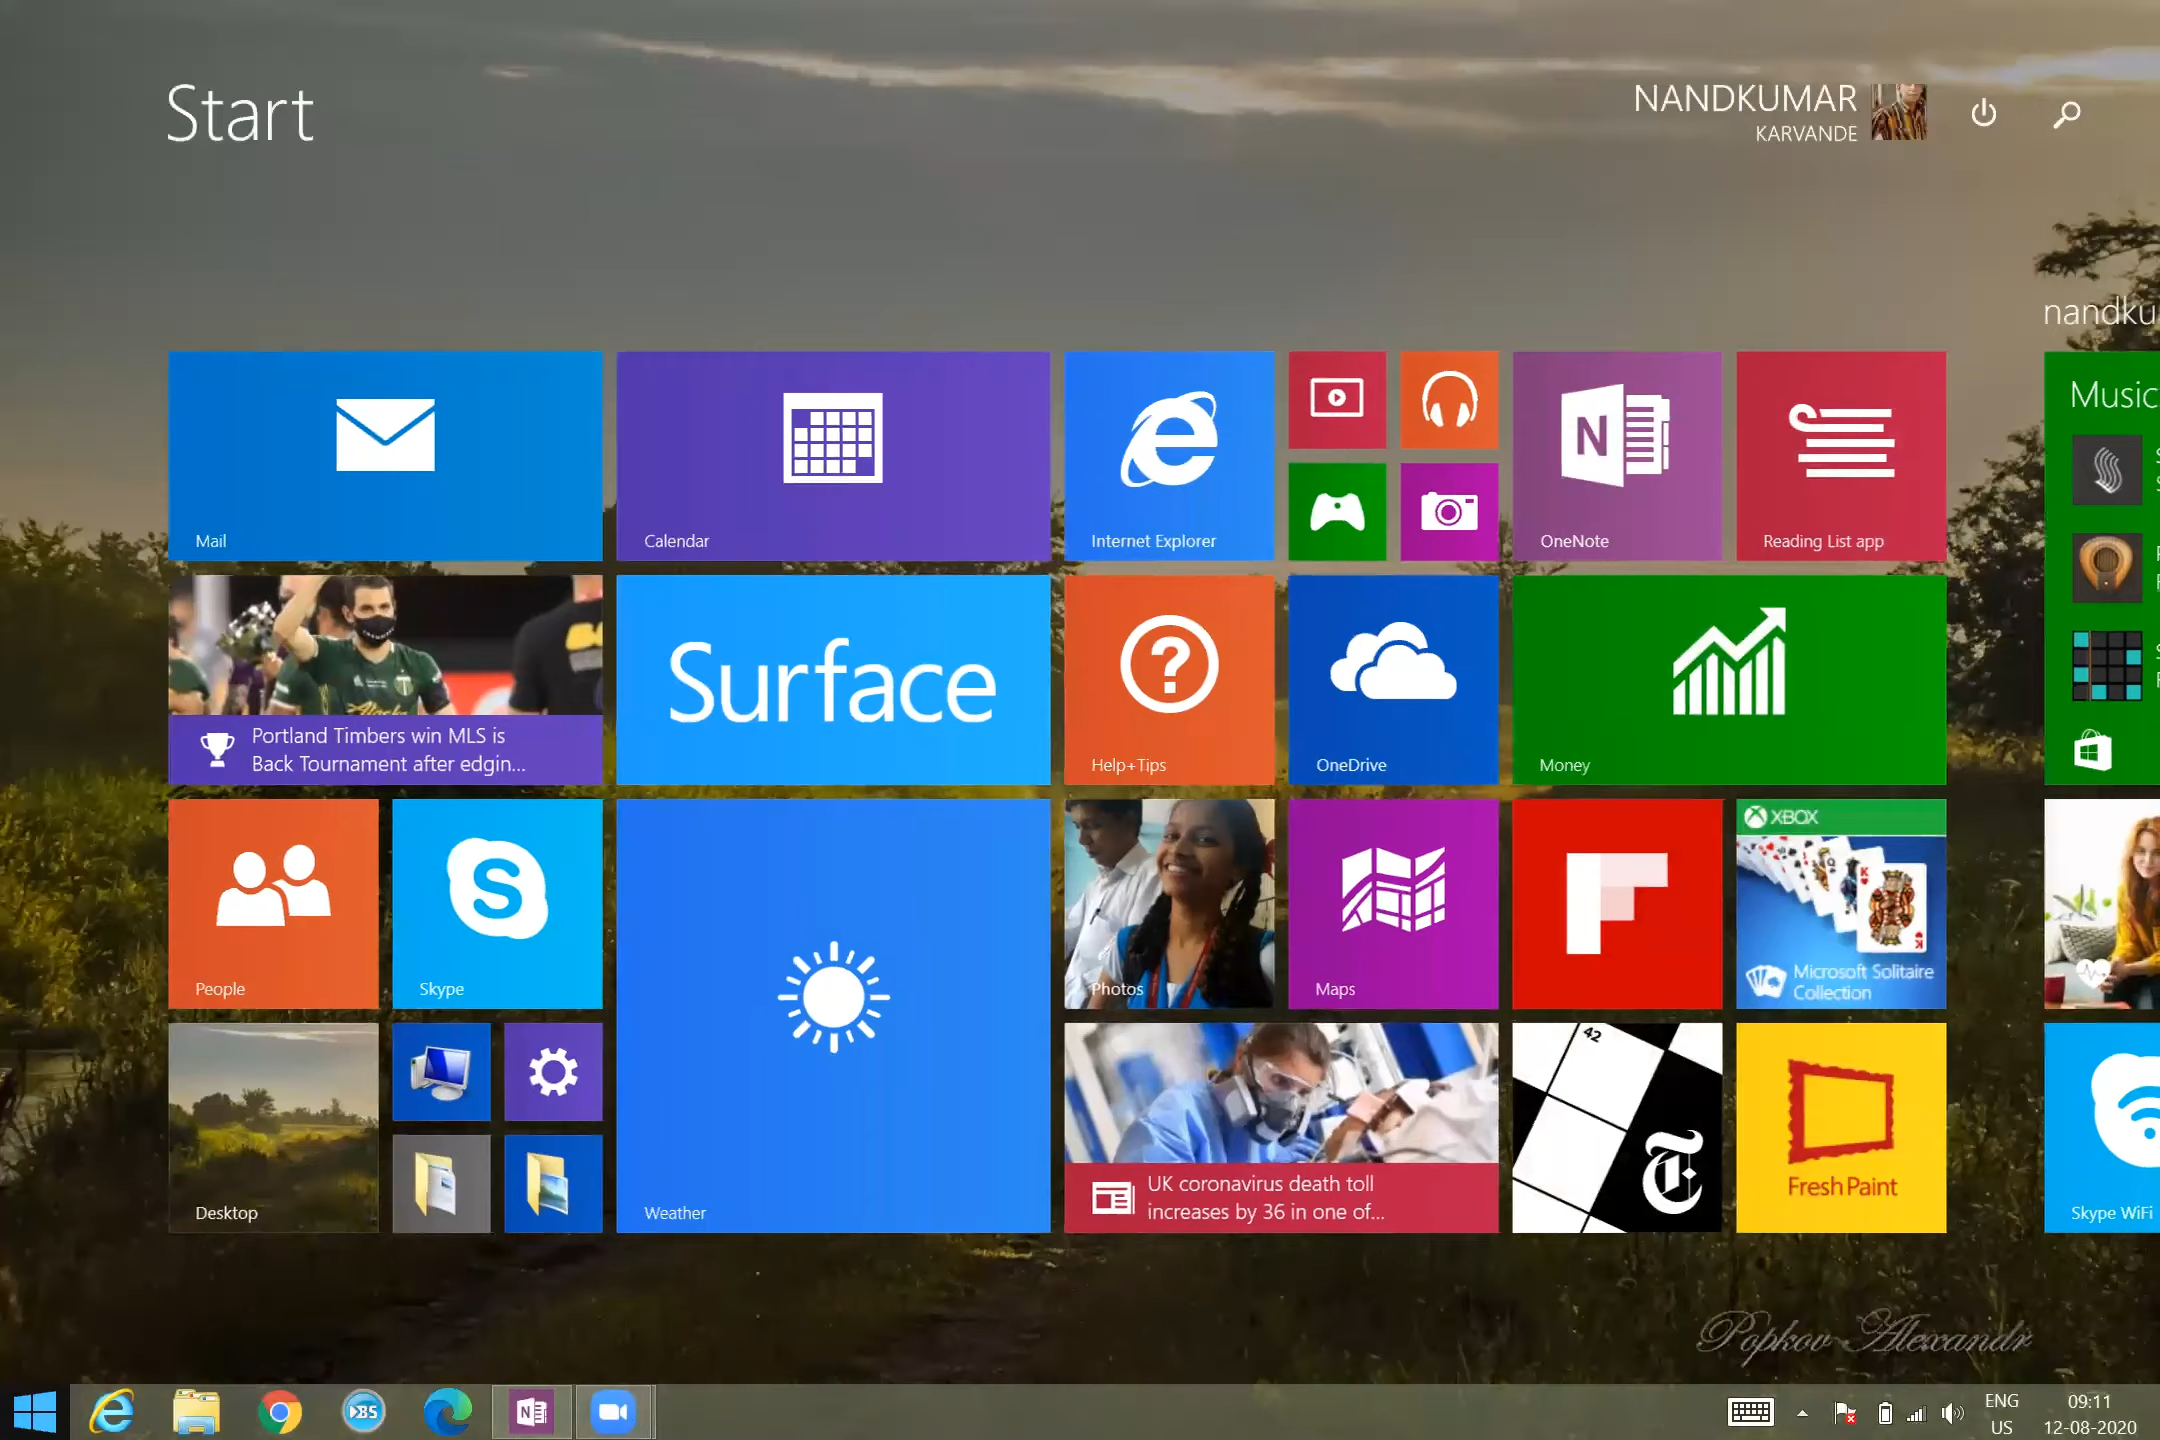 Start
NANDKUMAR
KARVANDE
nandku
Mail
Calendar
Internet Explorer
OneNote
Reading List app
Music
Portland Timbers win MLS is
Back Tournament after edgin...
Surface
Help+Tips
OneDrive
Money
People
Skype
Weather
Photos
Maps
XBOX
Microsoft Solitaire
Collection
Desktop
UK coronavirus death toll
increases by 36 in one of...
42
Fresh Paint
Skype WiFi
Popkov Alexandr
ENG
US
09:11
12-08-2020